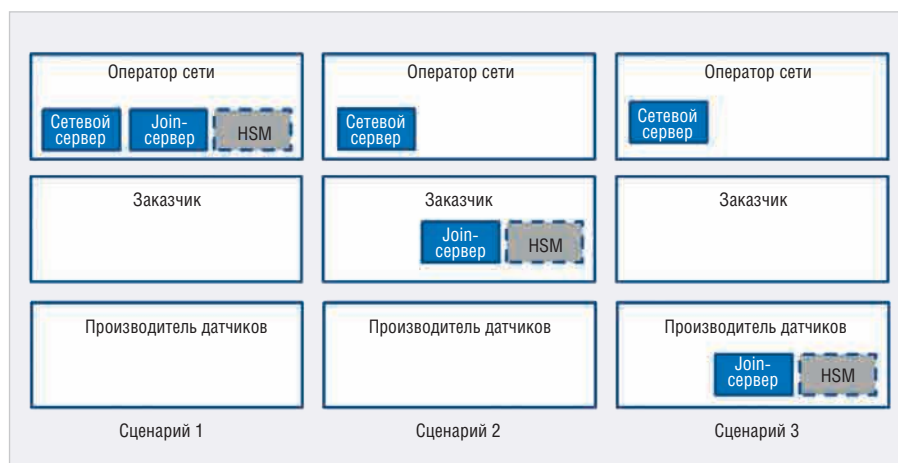 Оператор сети
Сетевой
сервер
Join-
сервер
HSM
Оператор сети
Сетевой
сервер
Оператор сети
Сетевой
сервер
Заказчик
Заказчик
Join-
сервер
HSM
Заказчик
Производитель датчиков
Производитель датчиков
Производитель датчиков
Join-
сервер
HSM
Сценарий 1
Сценарий 2
Сценарий 3